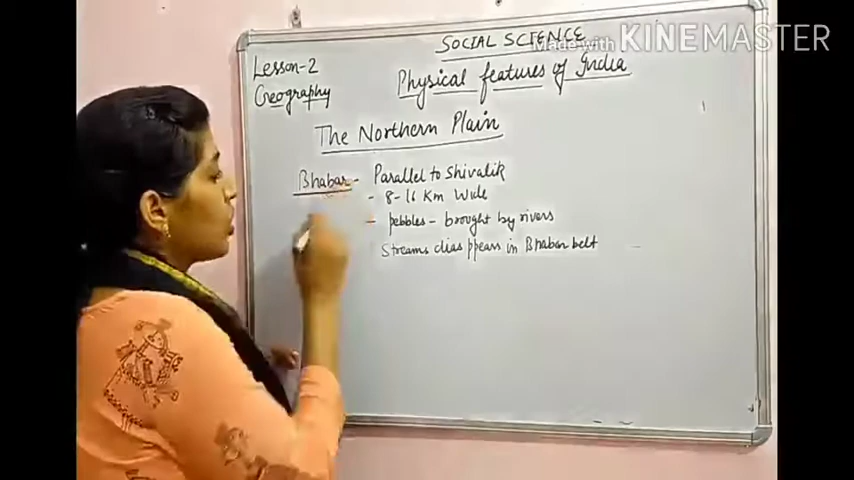 SOCIAL SCIENCE
Made with KINEMASTER
Lesson-2
Geography
Physical features of India
The Northern Plain
Bhabar - Parallel to Shivalik
- 8-16 Km Wide
- pebbles - brought by rivers
Streams disappears in Bhabar belt